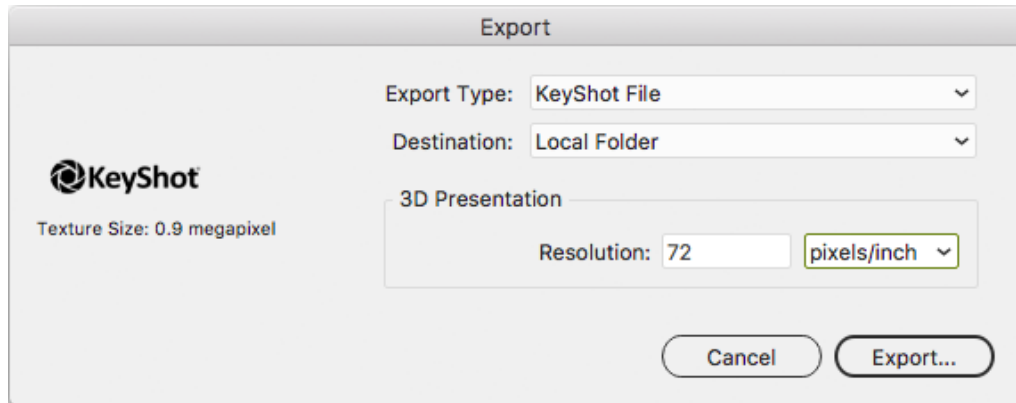 Export
Export Type: KeyShot File
Destination: Local Folder
KeyShot
3D Presentation
Texture Size: 0.9 megapixel
Resolution: 72 pixels/inch
Cancel Export...